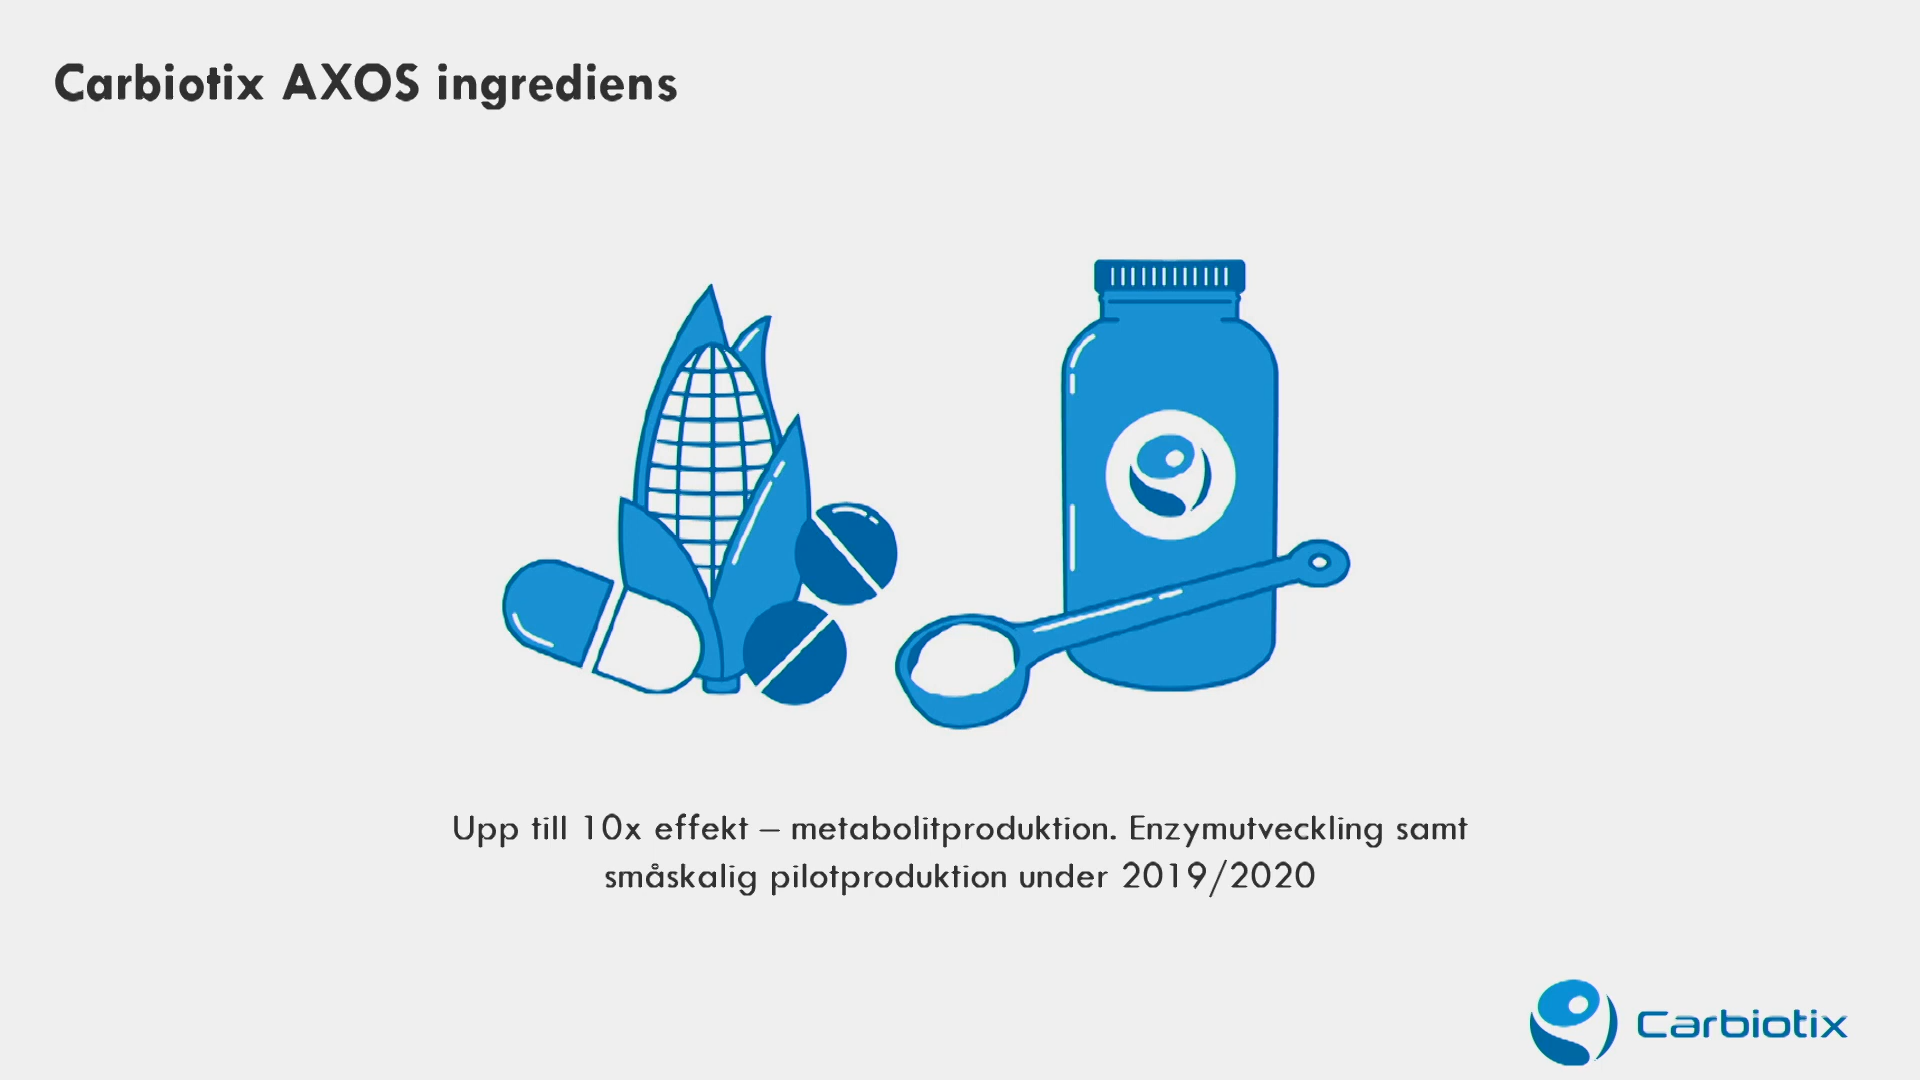 Carbiotix AXOS ingrediens
Upp till 10x effekt – metabolitproduktion. Enzymutveckling samt
småskalig pilotproduktion under 2019/2020
Carbiotix